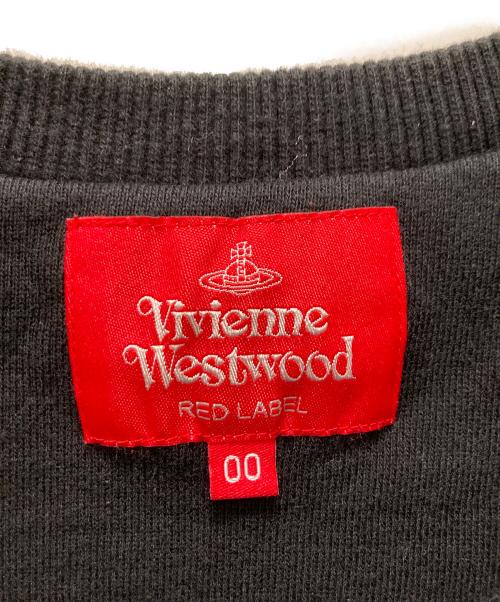 Vivienne
Westwood
RED LABEL
00